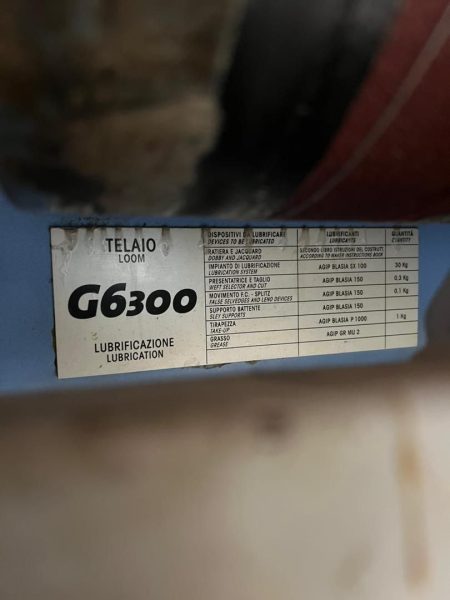 TELAIO
LOOM
G6300
LUBRIFICAZIONE
LUBRICATION
DISPOSITIVI DA LUBRIFICARE LUBRIFICANTI QUANTITÀ
DEVICES TO BE LUBRICATED LUBRICANTS
RATIERA E JACQUARD SECONDO LIBRO ISTRUZIONI DEL COSTRUTT.
DOBBY AND JACQUARD ACCORDING TO MAKER INSTRUCTIONS BOOK
IMPIANTO DI LUBRIFICAZIONE AGIP BLASIA SX 100 30 Kg
LUBRICATION SYSTEM
PRESENTATRICE E TAGLIO AGIP BLASIA 150 0.3 Kg
WEFT SELECTOR AND CUT
MOVIMENTO F.C. - SPLITZ AGIP BLASIA 150 0.1 Kg
FALSE SELVEDGES AND LENO DEVICES
SUPPORTO BATTENTE AGIP BLASIA 150
SLEY SUPPORTS
TIRAPEZZA AGIP BLASIA P 1000 1 Kg
TAKE-UP
GRASSO AGIP GR MU 2
GREASE